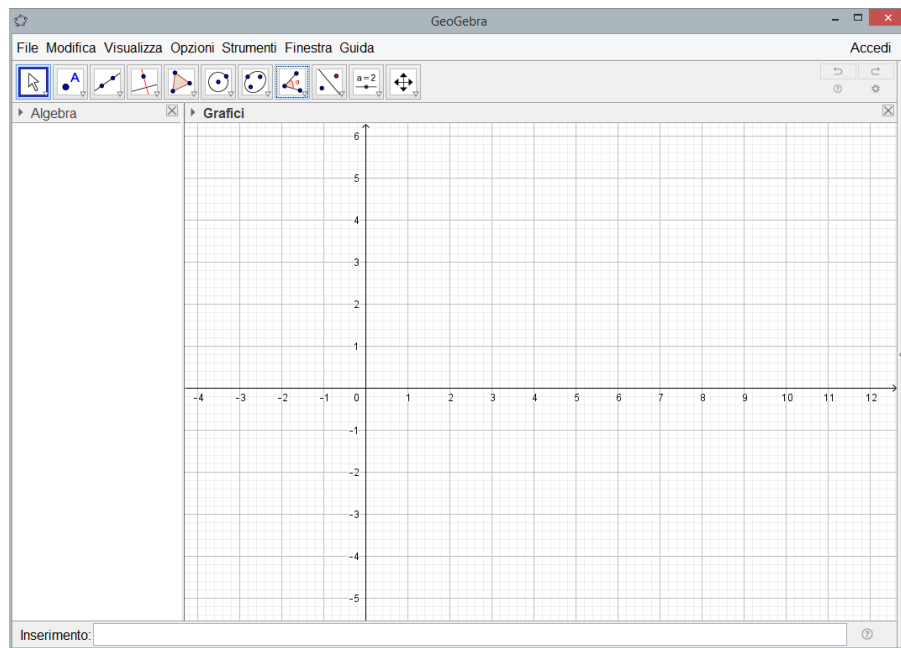 GeoGebra
File Modifica Visualizza Opzioni Strumenti Finestra Guida Accedi
A α a = 2
Algebra Grafici
6
5
4
3
2
1
-4 -3 -2 -1 0 1 2 3 4 5 6 7 8 9 10 11 12
-1
-2
-3
-4
-5
Inserimento: